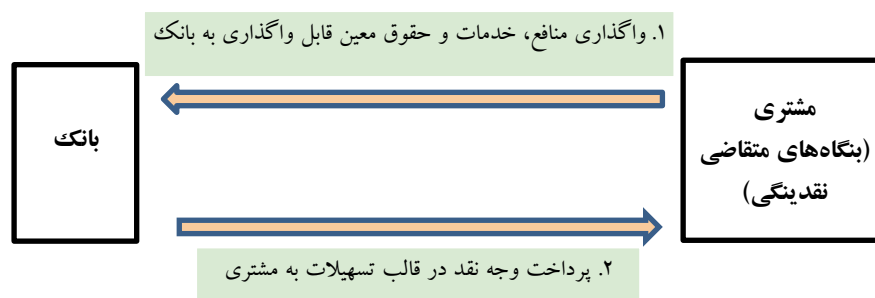 ۱. واگذاری منافع، خدمات و حقوق معین قابل واگذاری به بانک
مشتری
(بنگاه‌های متقاضی
نقدینگی)
بانک
۲. پرداخت وجه نقد در قالب تسهیلات به مشتری